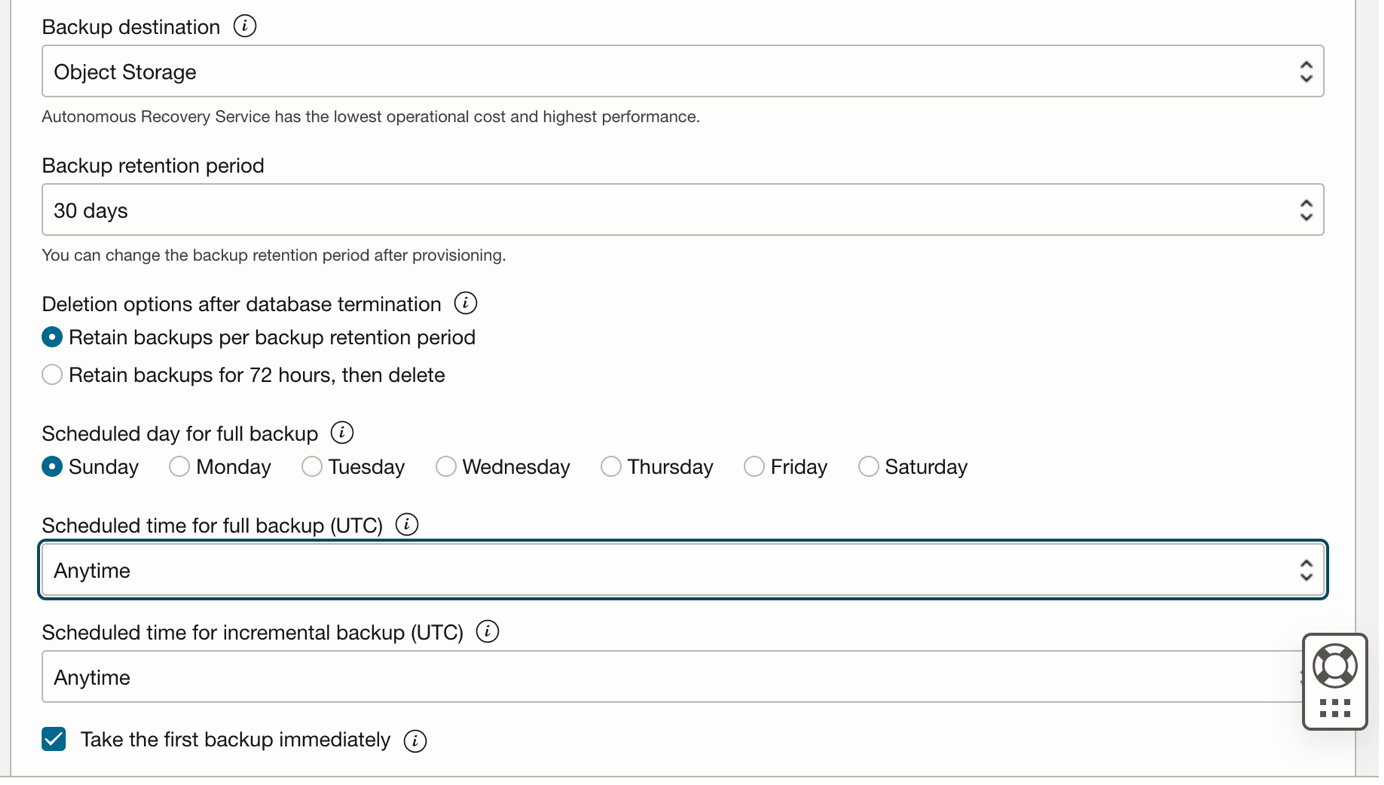 Backup destination
Object Storage
Autonomous Recovery Service has the lowest operational cost and highest performance.
Backup retention period
30 days
You can change the backup retention period after provisioning.
Deletion options after database termination
Retain backups per backup retention period
Retain backups for 72 hours, then delete
Scheduled day for full backup
Sunday Monday Tuesday Wednesday Thursday Friday Saturday
Scheduled time for full backup (UTC)
Anytime
Scheduled time for incremental backup (UTC)
Anytime
Take the first backup immediately